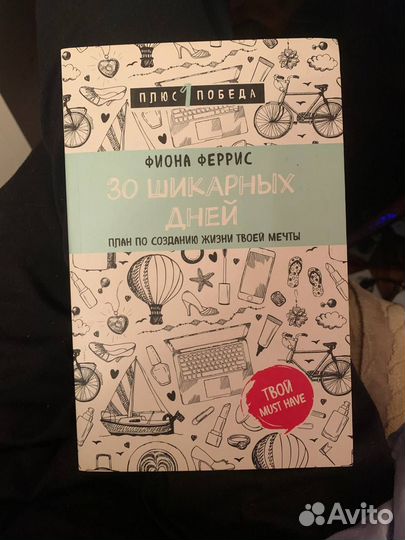 ПЛЮС 1 ПОБЕДА
ФИОНА ФЕРРИС
30 ШИКАРНЫХ
ДНЕЙ
ПЛАН ПО СОЗДАНИЮ ЖИЗНИ ТВОЕЙ МЕЧТЫ
ТВОЙ
MUST HAVE
Avito